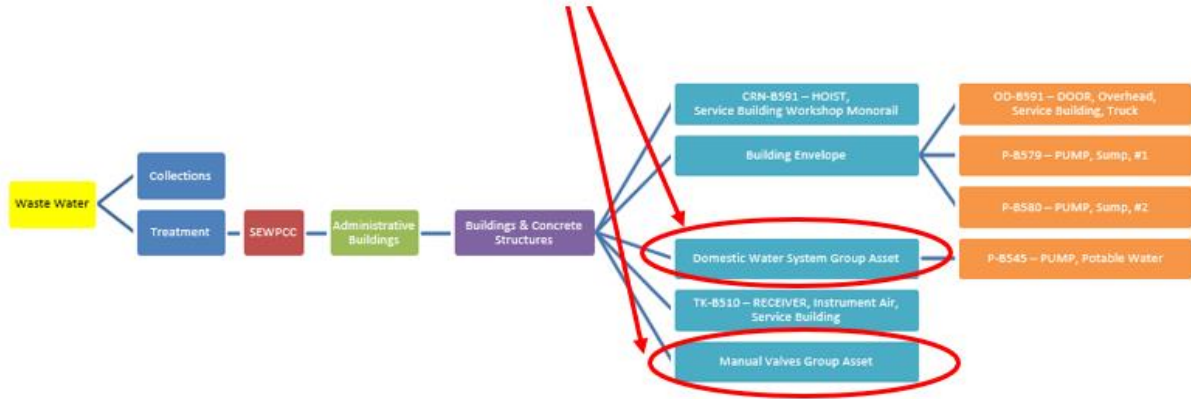 Waste Water
Collections
Treatment
SEWPCC
Administrative
Buildings
Buildings & Concrete
Structures
CRN-B591 – HOIST,
Service Building Workshop Monorail
Building Envelope
Domestic Water System Group Asset
TK-B510 – RECEIVER, Instrument Air,
Service Building
Manual Valves Group Asset
OD-B591 – DOOR, Overhead,
Service Building, Truck
P-B579 – PUMP, Sump, #1
P-B580 – PUMP, Sump, #2
P-B545 – PUMP, Potable Water